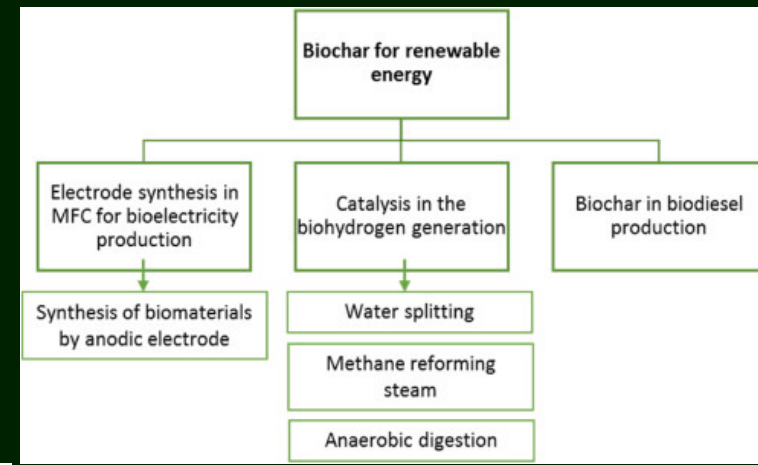 Biochar for renewable
energy
Electrode synthesis in
MFC for bioelectricity
production
Catalysis in the
biohydrogen generation
Biochar in biodiesel
production
Synthesis of biomaterials
by anodic electrode
Water splitting
Methane reforming
steam
Anaerobic digestion